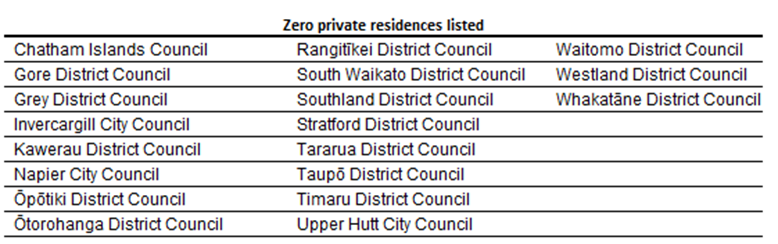 Zero private residences listed
Chatham Islands Council Rangitīkei District Council Waitomo District Council
Gore District Council South Waikato District Council Westland District Council
Grey District Council Southland District Council Whakatāne District Council
Invercargill City Council Stratford District Council
Kawerau District Council Tararua District Council
Napier City Council Taupō District Council
Ōpōtiki District Council Timaru District Council
Ōtorohanga District Council Upper Hutt City Council